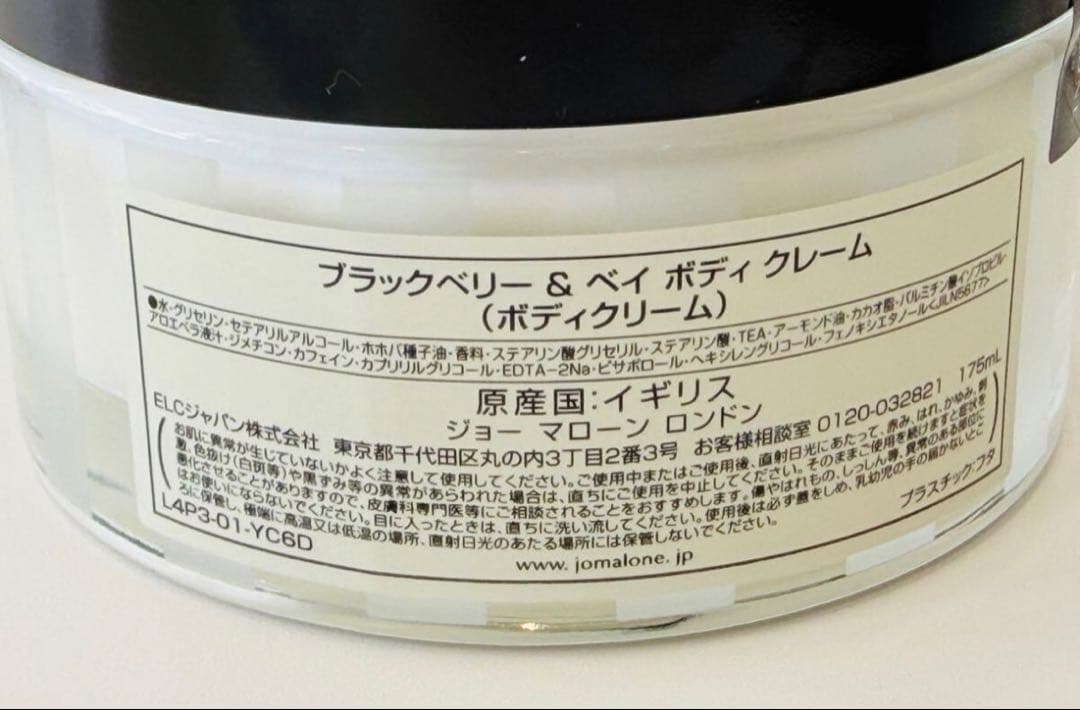 ブラックベリー & ベイ ボディ クレーム
(ボディクリーム)
●水・グリセリン・セテアリルアルコール・ホホバ種子油・香料・ステアリン酸グリセリル・ステアリン酸・TEA・アーモンド油・カカオ脂・パルミチン酸イソプロピル・
アロエベラ液汁・ジメチコン・カフェイン・カプリリルグリコール・EDTA-2Na・ビサボロール・ヘキシレングリコール・フェノキシエタノール<JILN5677>
原産国:イギリス
ジョー マローン ロンドン 175mL
ELCジャパン株式会社 東京都千代田区丸の内3丁目2番3号 お客様相談室 0120-032821
お肌に異常が生じていないかよく注意して使用してください。ご使用中またはご使用後、直射日光にあたって、赤み、はれ、かゆみ、刺
激、色抜け(白斑等)や黒ずみ等の異常があらわれた場合は、直ちにご使用を中止してください。そのままご使用を続けますと症状を
悪化させることがありますので、皮膚科専門医等にご相談されることをおすすめします。傷やはれもの、しっしん等、異常のある部位に
はお使いにならないでください。目に入ったときは、直ちに洗い流してください。使用後は必ず蓋をしめ、乳幼児の手の届かないとこ
ろに保管し、極端に高温又は低温の場所、直射日光のあたる場所には保管しないでください。
プラスチック:フタ
L4P3-01-YC6D
www.jomalone.jp